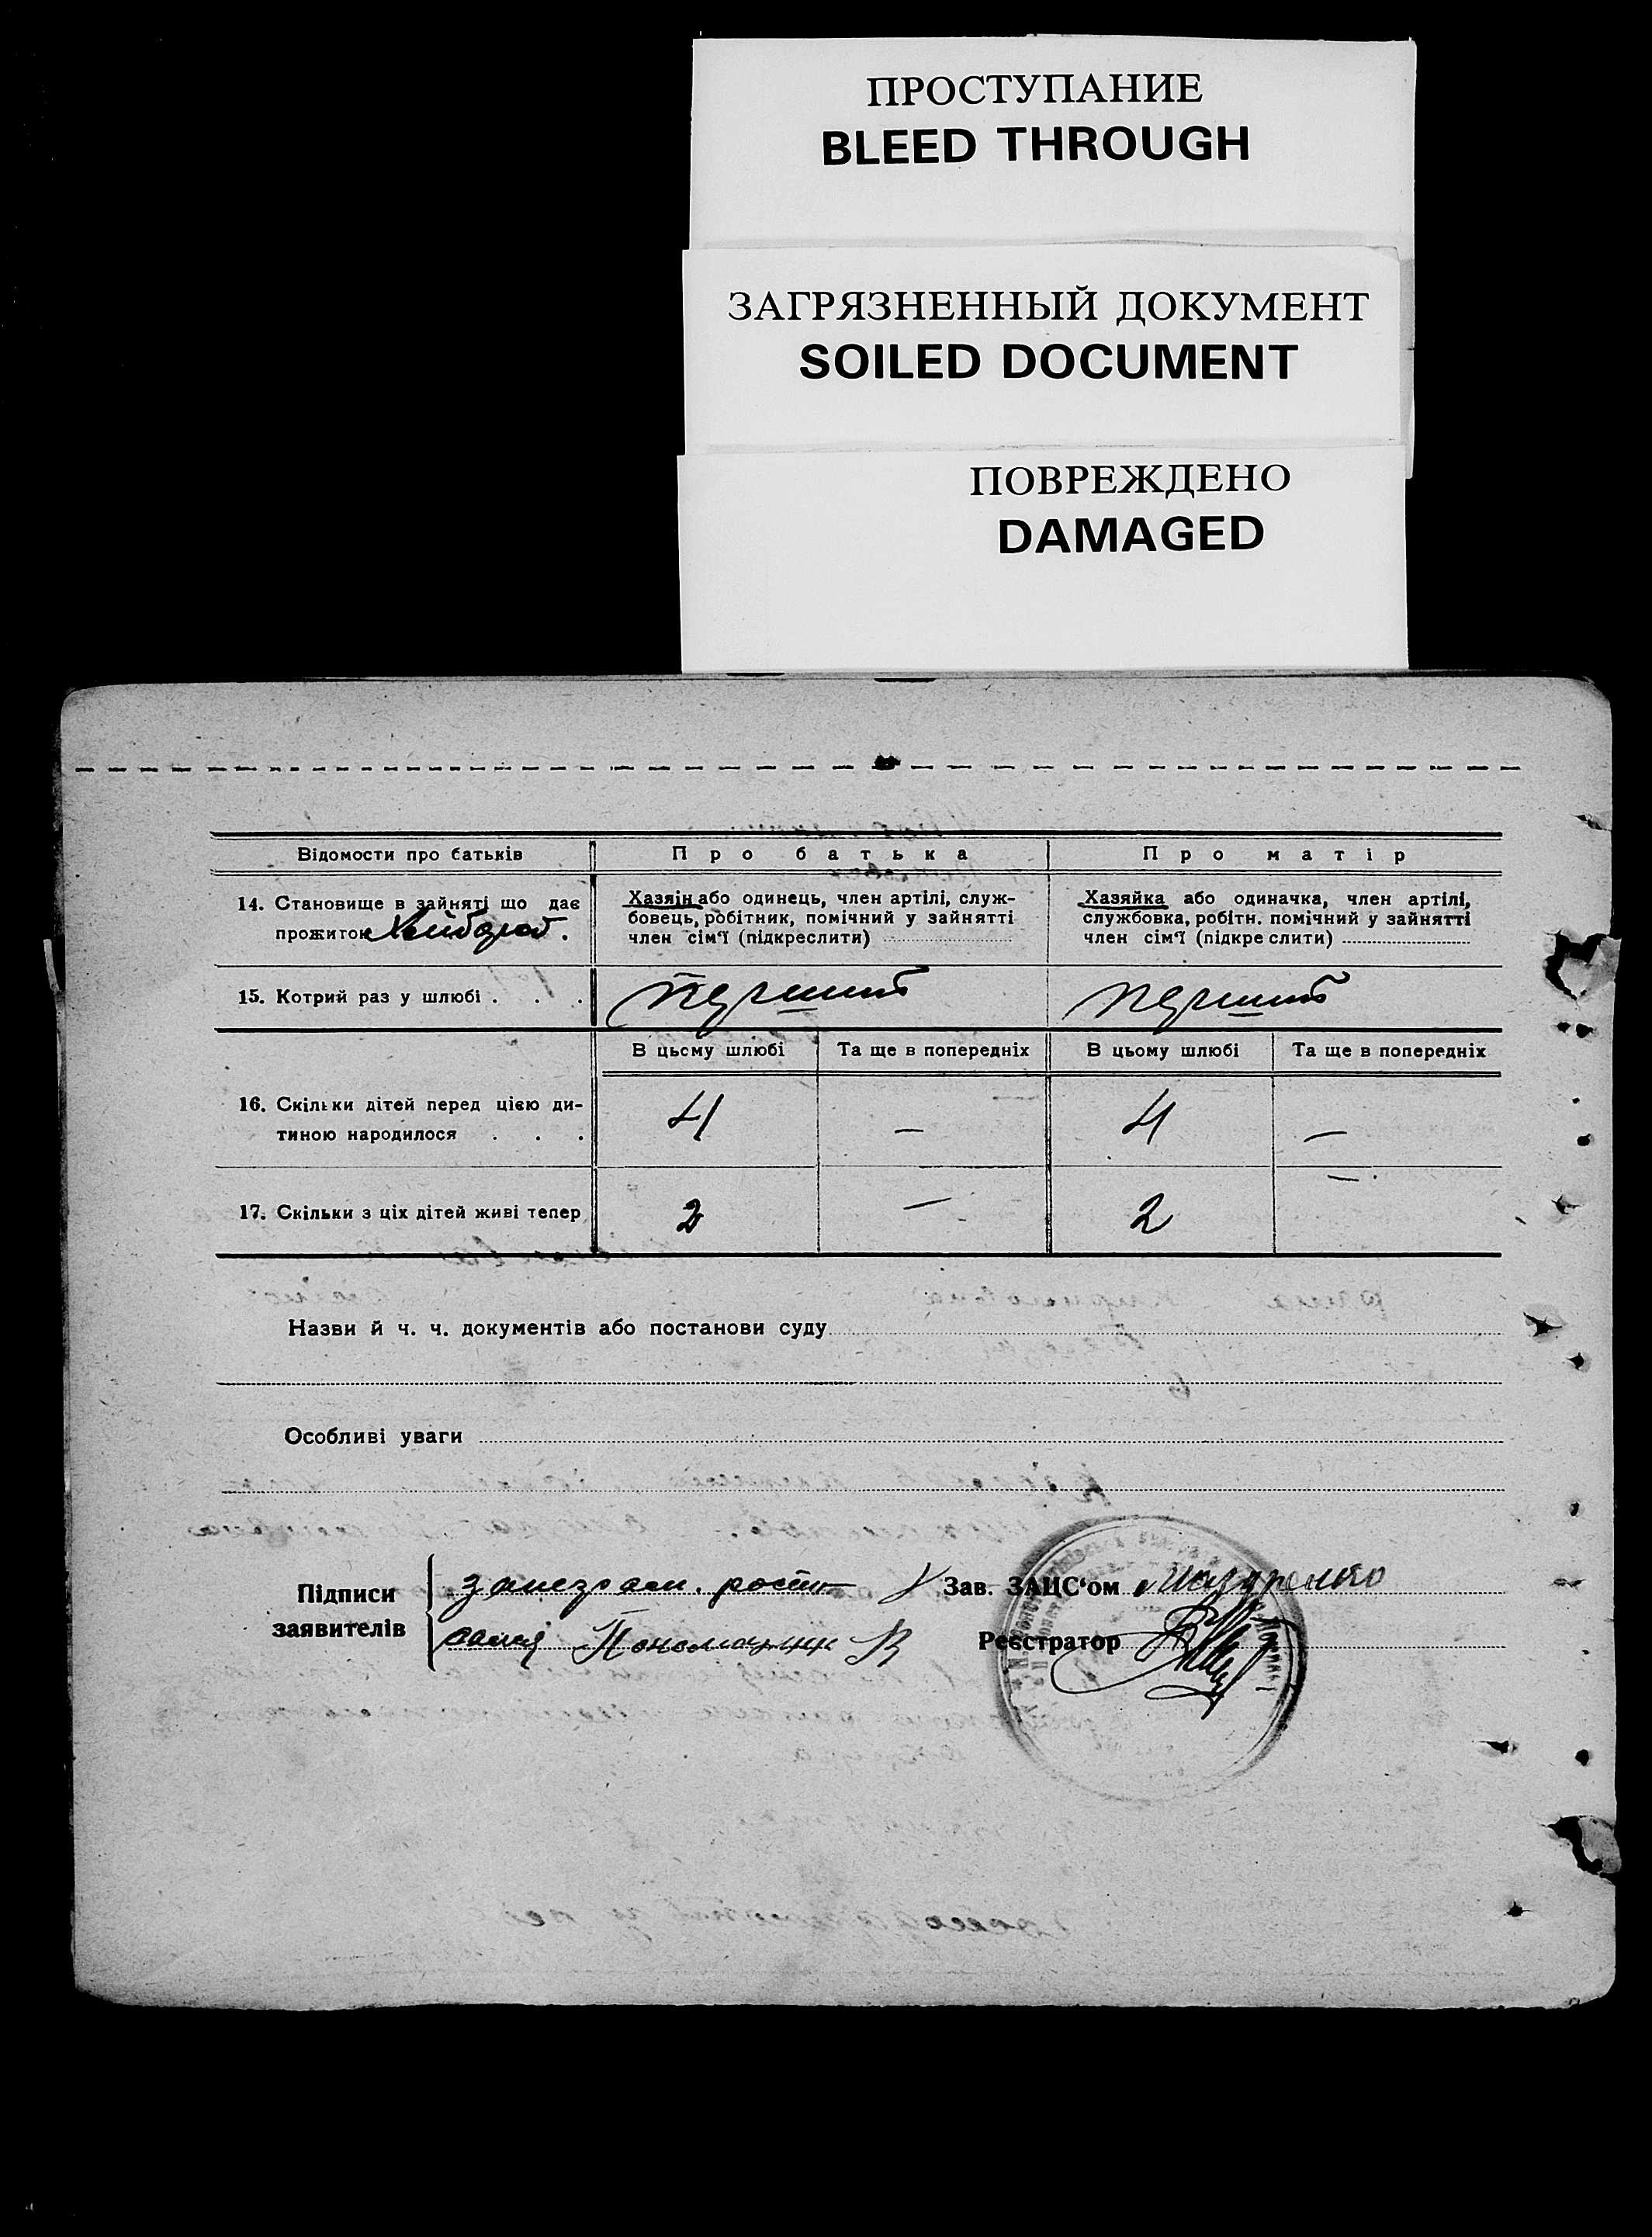 ПРОСТУПАНИЕ
BLEED THROUGH
ЗАГРЯЗНЕННЫЙ ДОКУМЕНТ
SOILED DOCUMENT
ПОВРЕЖДЕНО
DAMAGED
Відомости про батьків
Про батька
Про матір
14. Становище в зайняті що дає
прожиток Хлібороб.
Хазяїн або одинець, член артілі, служ-
бовець, робітник, помічний у зайнятті
член сім'ї (підкреслити)
Хазяйка або одиначка, член артілі,
службовка, робітн. помічний у зайнятті
член сім'ї (підкреслити)
15. Котрий раз у шлюбі . . .
перший
перший
В цьому шлюбі
Та ще в попередніх
В цьому шлюбі
Та ще в попередніх
16. Скільки дітей перед цією ди-
тиною народилося . . .
4
—
4
—
17. Скільки з ціх дітей живі тепер
2
—
2
—
Назви й ч. ч. документів або постанови суду
Особливі уваги
Підписи
заявителів
Зав. ЗАЦС'ом
Реєстратор